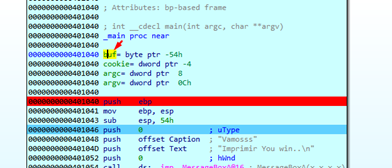 0000000000401040 ; Attributes: bp-based frame
0000000000401040
0000000000401040 ; int __cdecl main(int argc, char **argv)
0000000000401040 _main proc near
0000000000401040
0000000000401040 buf= byte ptr -54h
0000000000401040 cookie= dword ptr -4
0000000000401040 argc= dword ptr 8
0000000000401040 argv= dword ptr 0Ch
0000000000401040
0000000000401040 push ebp
0000000000401041 mov ebp, esp
0000000000401043 sub esp, 54h
0000000000401046 push 0 ; uType
0000000000401048 push offset Caption ; "Vamosss"
000000000040104D push offset Text ; "Imprimir You win..."
0000000000401052 push 0 ; hWnd